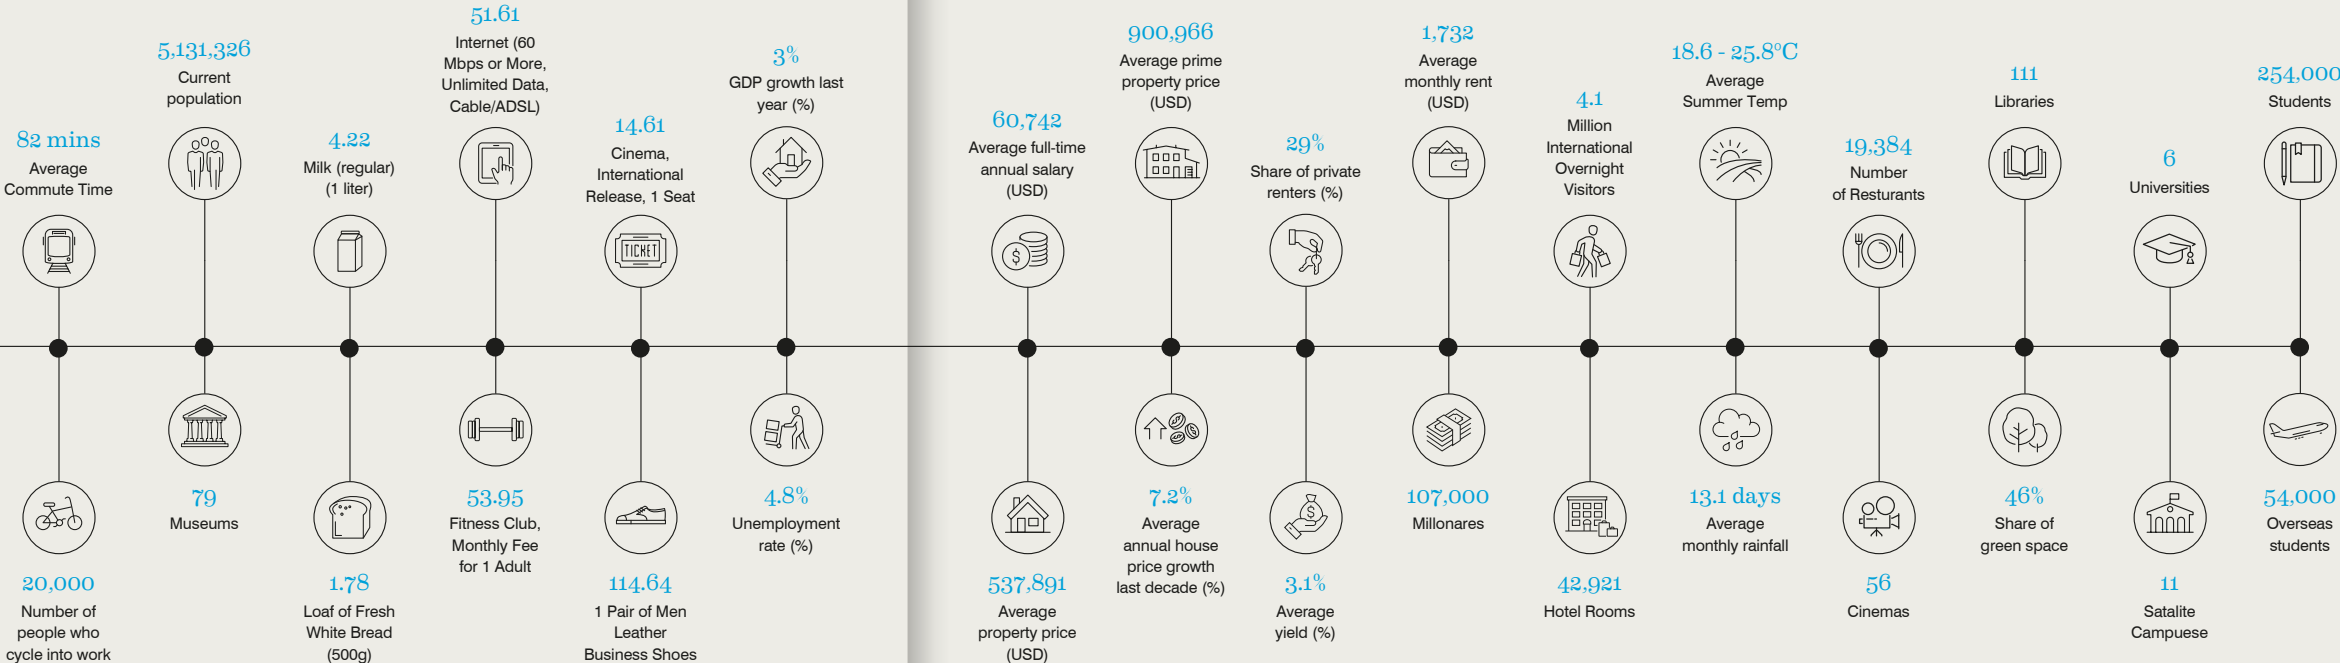 82 mins
Average
Commute Time
20,000
Number of
people who
cycle into work
5,131,326
Current
population
79
Museums
4.22
Milk (regular)
(1 liter)
1.78
Loaf of Fresh
White Bread
(500g)
51.61
Internet (60
Mbps or More,
Unlimited Data,
Cable/ADSL)
53.95
Fitness Club,
Monthly Fee
for 1 Adult
14.61
Cinema,
International
Release, 1 Seat
TICKET
114.64
1 Pair of Men
Leather
Business Shoes
3%
GDP growth last
year (%)
4.8%
Unemployment
rate (%)
60,742
Average full-time
annual salary
(USD)
$
537,891
Average
property price
(USD)
900,966
Average prime
property price
(USD)
7.2%
Average
annual house
price growth
last decade (%)
29%
Share of private
renters (%)
$
3.1%
Average
yield (%)
1,732
Average
monthly rent
(USD)
107,000
Millonares
4.1
Million
International
Overnight
Visitors
42,921
Hotel Rooms
18.6 - 25.8°C
Average
Summer Temp
13.1 days
Average
monthly rainfall
19,384
Number
of Resturants
56
Cinemas
111
Libraries
46%
Share of
green space
6
Universities
11
Satalite
Campuese
254,000
Students
54,000
Overseas
students